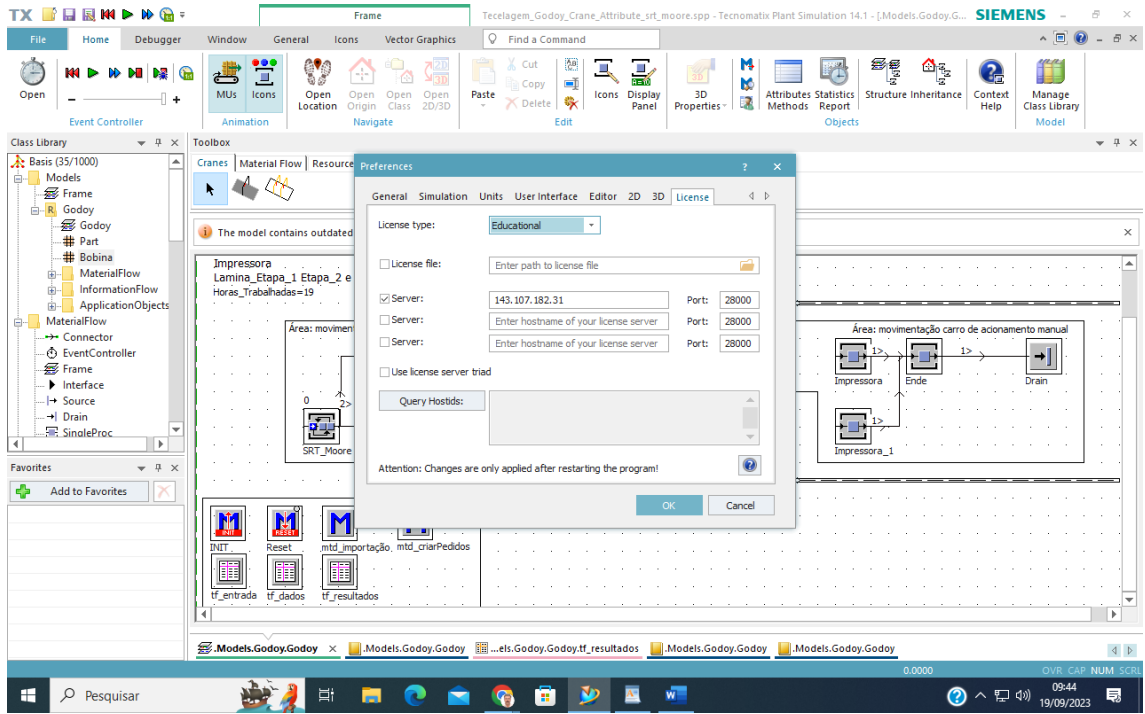 TX SIEMENS Frame Tecelagem_Godoy_Crane_Attribute_srt_moore.spp - Tecnomatix Plant Simulation 14.1 - [.Models.Godoy.G... SIEMENS
File Home Debugger Window General Icons Vector Graphics Find a Command
Open
Event Controller
MUs Icons
Animation
Open Location
Open Origin
Open Class
Open 2D/3D
Navigate
Paste
Cut
Copy
Delete
Icons
Display Panel
Edit
3D Properties
Attributes Methods
Statistics Report
Structure Inheritance
Objects
Context Help
Manage Class Library
Model
Class Library
Basis (35/1000)
Models
Frame
R Godoy
Godoy
Part
Bobina
MaterialFlow
InformationFlow
ApplicationObjects
MaterialFlow
Connector
EventController
Frame
Interface
Source
Drain
SingleProc
Favorites
Add to Favorites
Toolbox
Cranes Material Flow Resource
The model contains outdated
Impressora
Lamina_Etapa_1 Etapa_2 e
Horas_Trabalhadas=19
Área: movimen
0
2>
SRT_Moore
Preferences
General Simulation Units User Interface Editor 2D 3D License
License type: Educational
License file: Enter path to license file
Server: 143.107.182.31 Port: 28000
Server: Enter hostname of your license server Port: 28000
Server: Enter hostname of your license server Port: 28000
Use license server triad
Query Hostids:
Attention: Changes are only applied after restarting the program!
OK Cancel
Área: movimentação carro de acionamento manual
1> 1>
Impressora Ende Drain
1>
Impressora_1
INIT RESET
INIT Reset mtd_importação mtd_criarPedidos
tf_entrada tf_dados tf_resultados
.Models.Godoy.Godoy .Models.Godoy.Godoy ...els.Godoy.Godoy.tf_resultados .Models.Godoy.Godoy .Models.Godoy.Godoy
0.0000 OVR CAP NUM SCRL
Pesquisar
09:44
19/09/2023